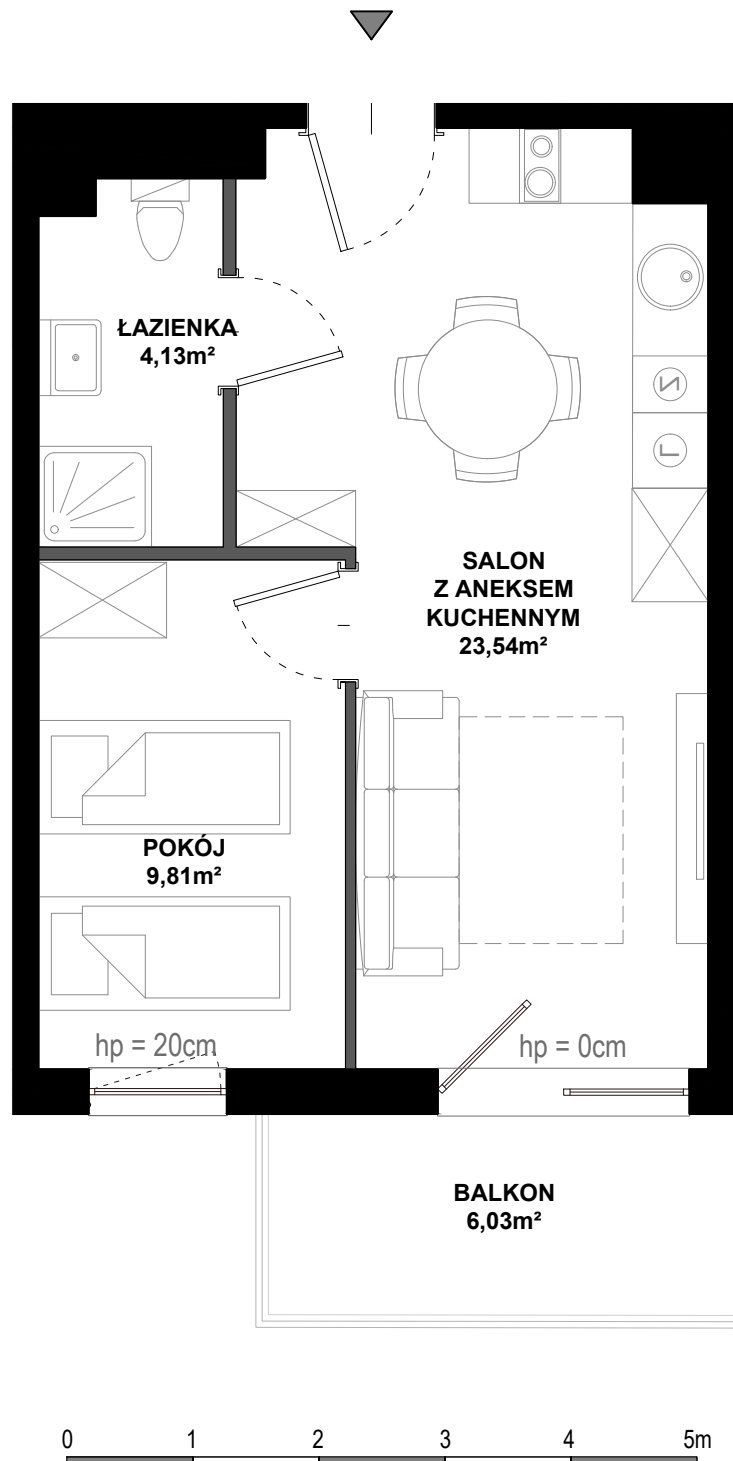 ŁAZIENKA
4,13m²
SALON
Z ANEKSEM
KUCHENNYM
23,54m²
POKÓJ
9,81m²
hp = 20cm
hp = 0cm
BALKON
6,03m²
0 1 2 3 4 5m